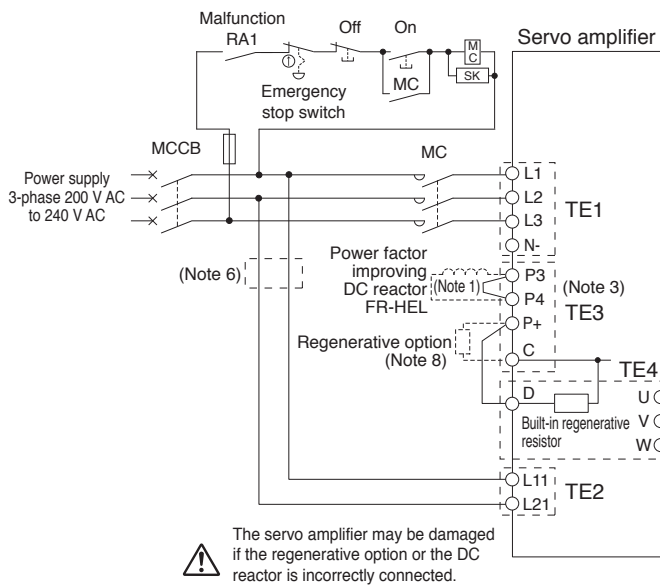 Malfunction
RA1
Off
On
M
C
SK
MC
Emergency
stop switch
Servo amplifier
MCCB
MC
Power supply
3-phase 200 V AC
to 240 V AC
L1
L2
L3
N-
TE1
(Note 6)
Power factor
improving
DC reactor
FR-HEL
(Note 1)
P3
P4
P+
C
(Note 3)
TE3
Regenerative option
(Note 8)
TE4
D
Built-in regenerative
resistor
U
V
W
L11
L21
TE2
The servo amplifier may be damaged
if the regenerative option or the DC
reactor is incorrectly connected.